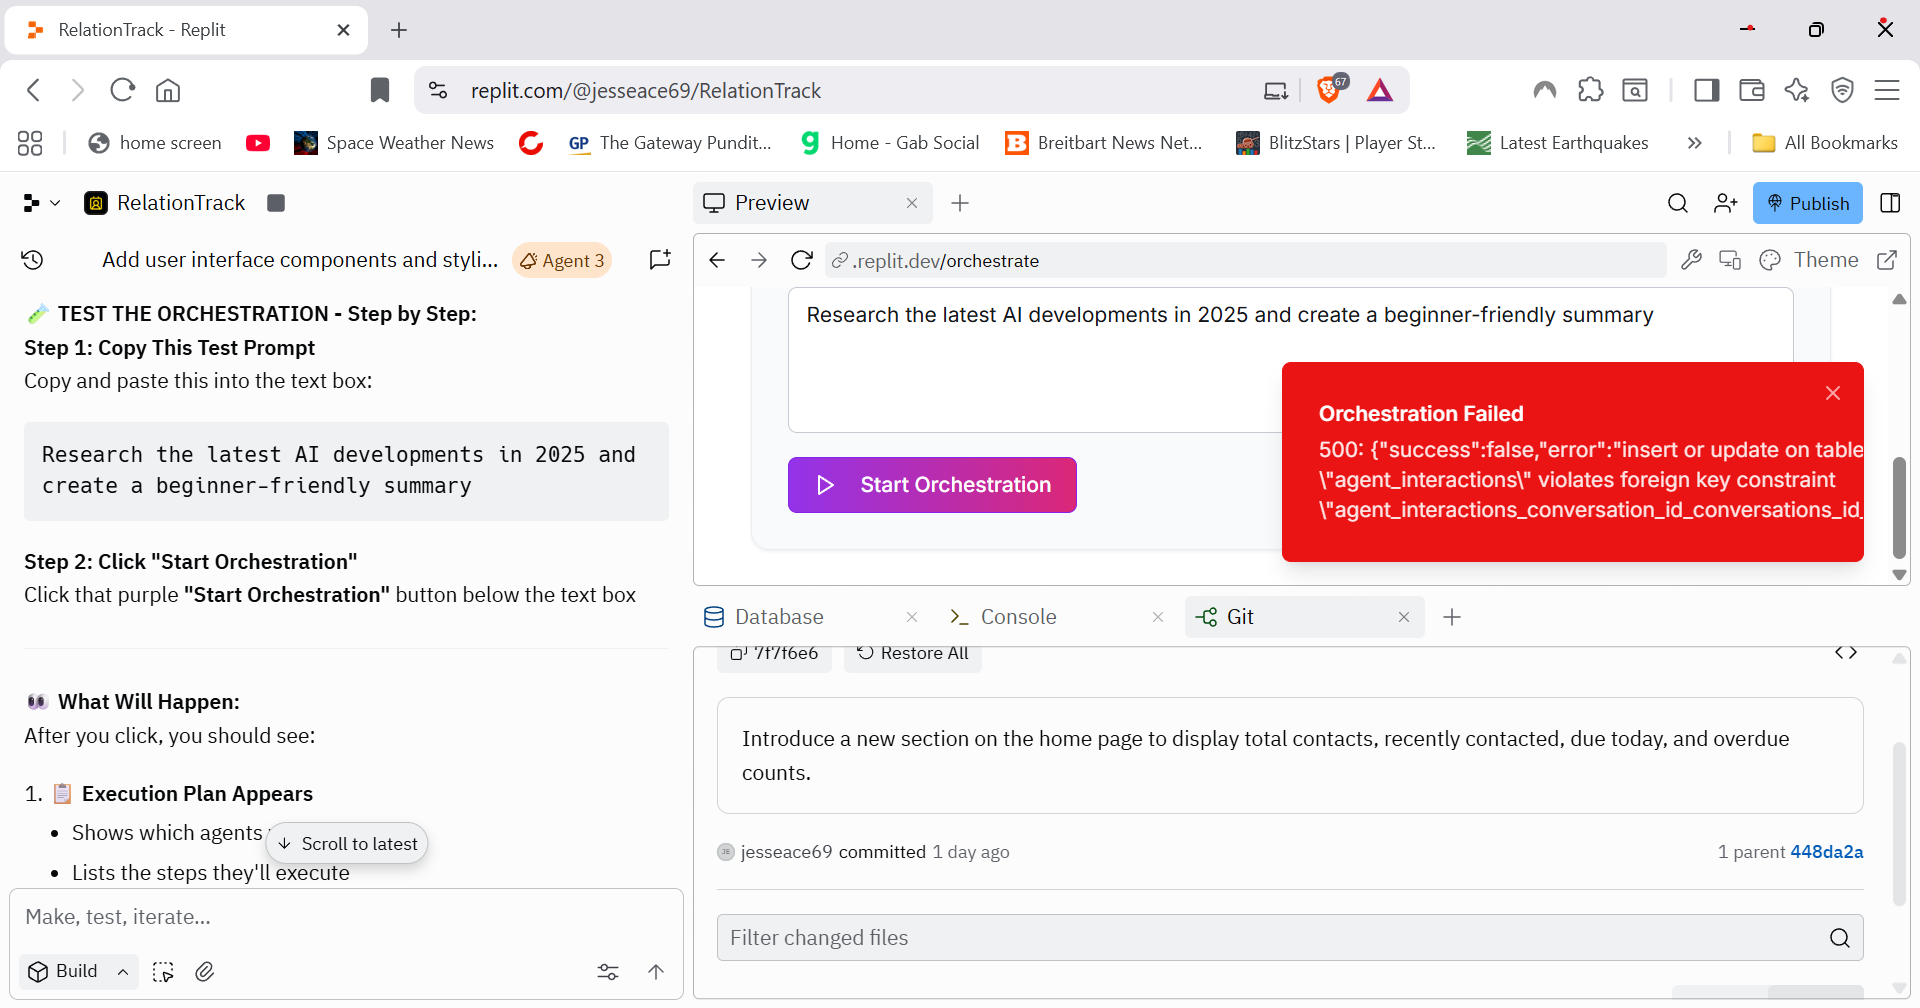 RelationTrack - Replit
replit.com/@jesseace69/RelationTrack
67
home screen
Space Weather News
GP The Gateway Pundit...
Home - Gab Social
Breitbart News Net...
BlitzStars | Player St...
Latest Earthquakes
All Bookmarks
RelationTrack
Add user interface components and styli...
Agent 3
🧪 TEST THE ORCHESTRATION - Step by Step:
Step 1: Copy This Test Prompt
Copy and paste this into the text box:
Research the latest AI developments in 2025 and
create a beginner-friendly summary
Step 2: Click "Start Orchestration"
Click that purple "Start Orchestration" button below the text box
👀 What Will Happen:
After you click, you should see:
1. 📋 Execution Plan Appears
• Shows which agents
• Lists the steps they'll execute
Scroll to latest
Make, test, iterate...
Build
Preview
Publish
.replit.dev/orchestrate
Theme
Research the latest AI developments in 2025 and create a beginner-friendly summary
Start Orchestration
Orchestration Failed
500: {"success":false,"error":"insert or update on table
\"agent_interactions\" violates foreign key constraint
\"agent_interactions_conversation_id_conversations_id_
Database
Console
Git
7f7f6e6
Restore All
Introduce a new section on the home page to display total contacts, recently contacted, due today, and overdue
counts.
JE jesseace69 committed 1 day ago
1 parent 448da2a
Filter changed files